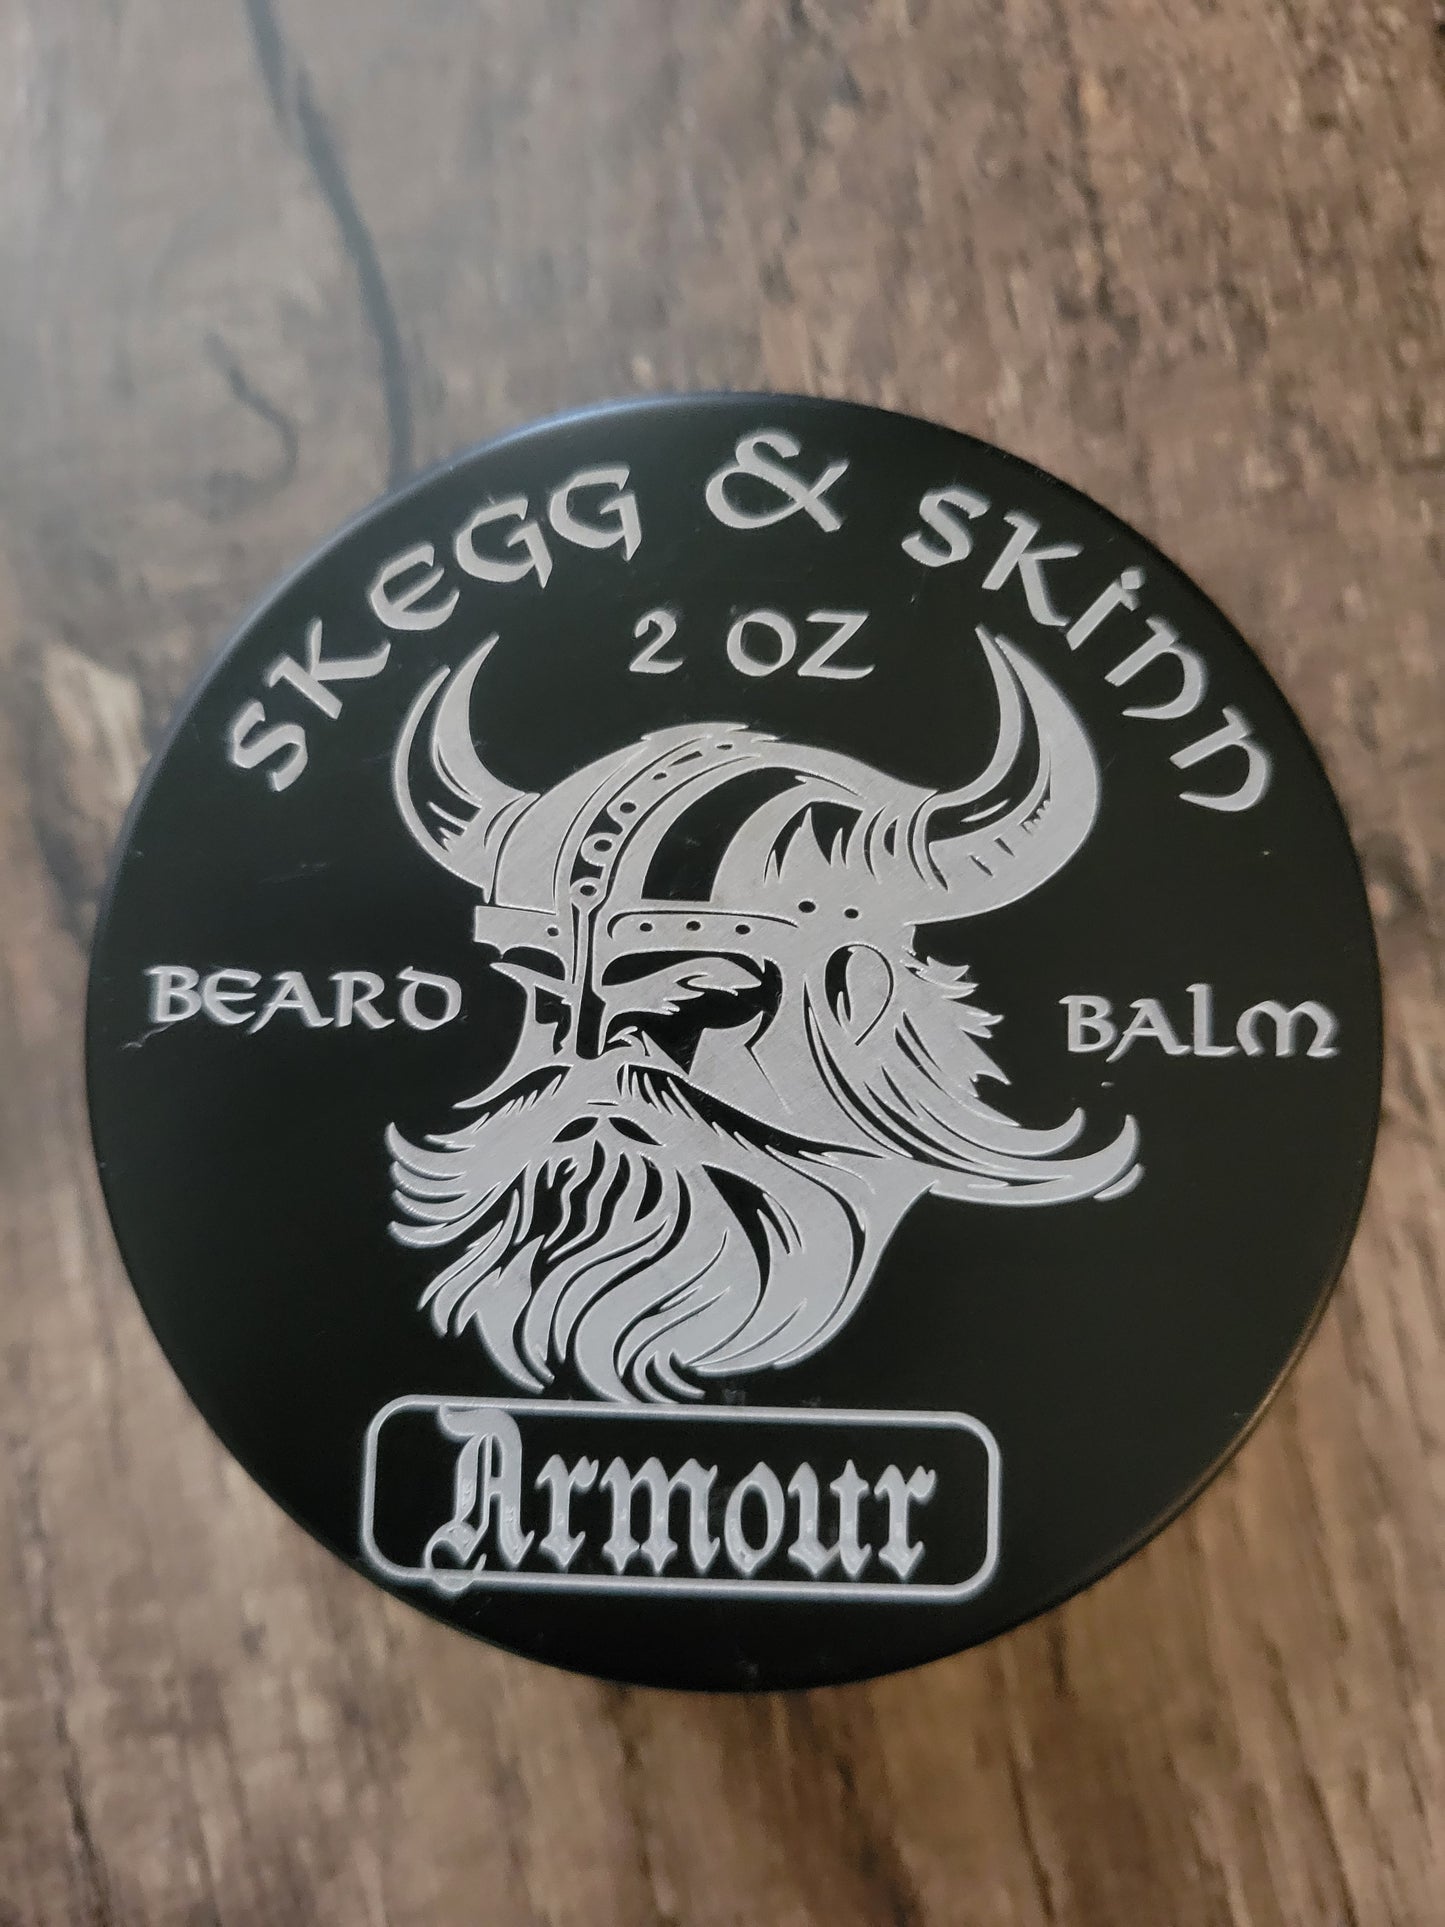 SKEGG & SKINN
2 OZ
BEARD BALM
Armour